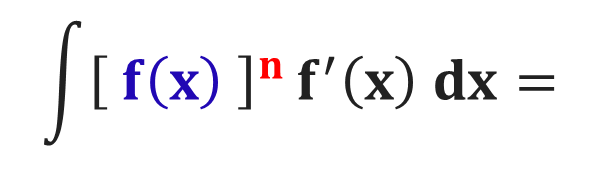 ∫ [ f(x) ]ⁿ f′(x) dx =